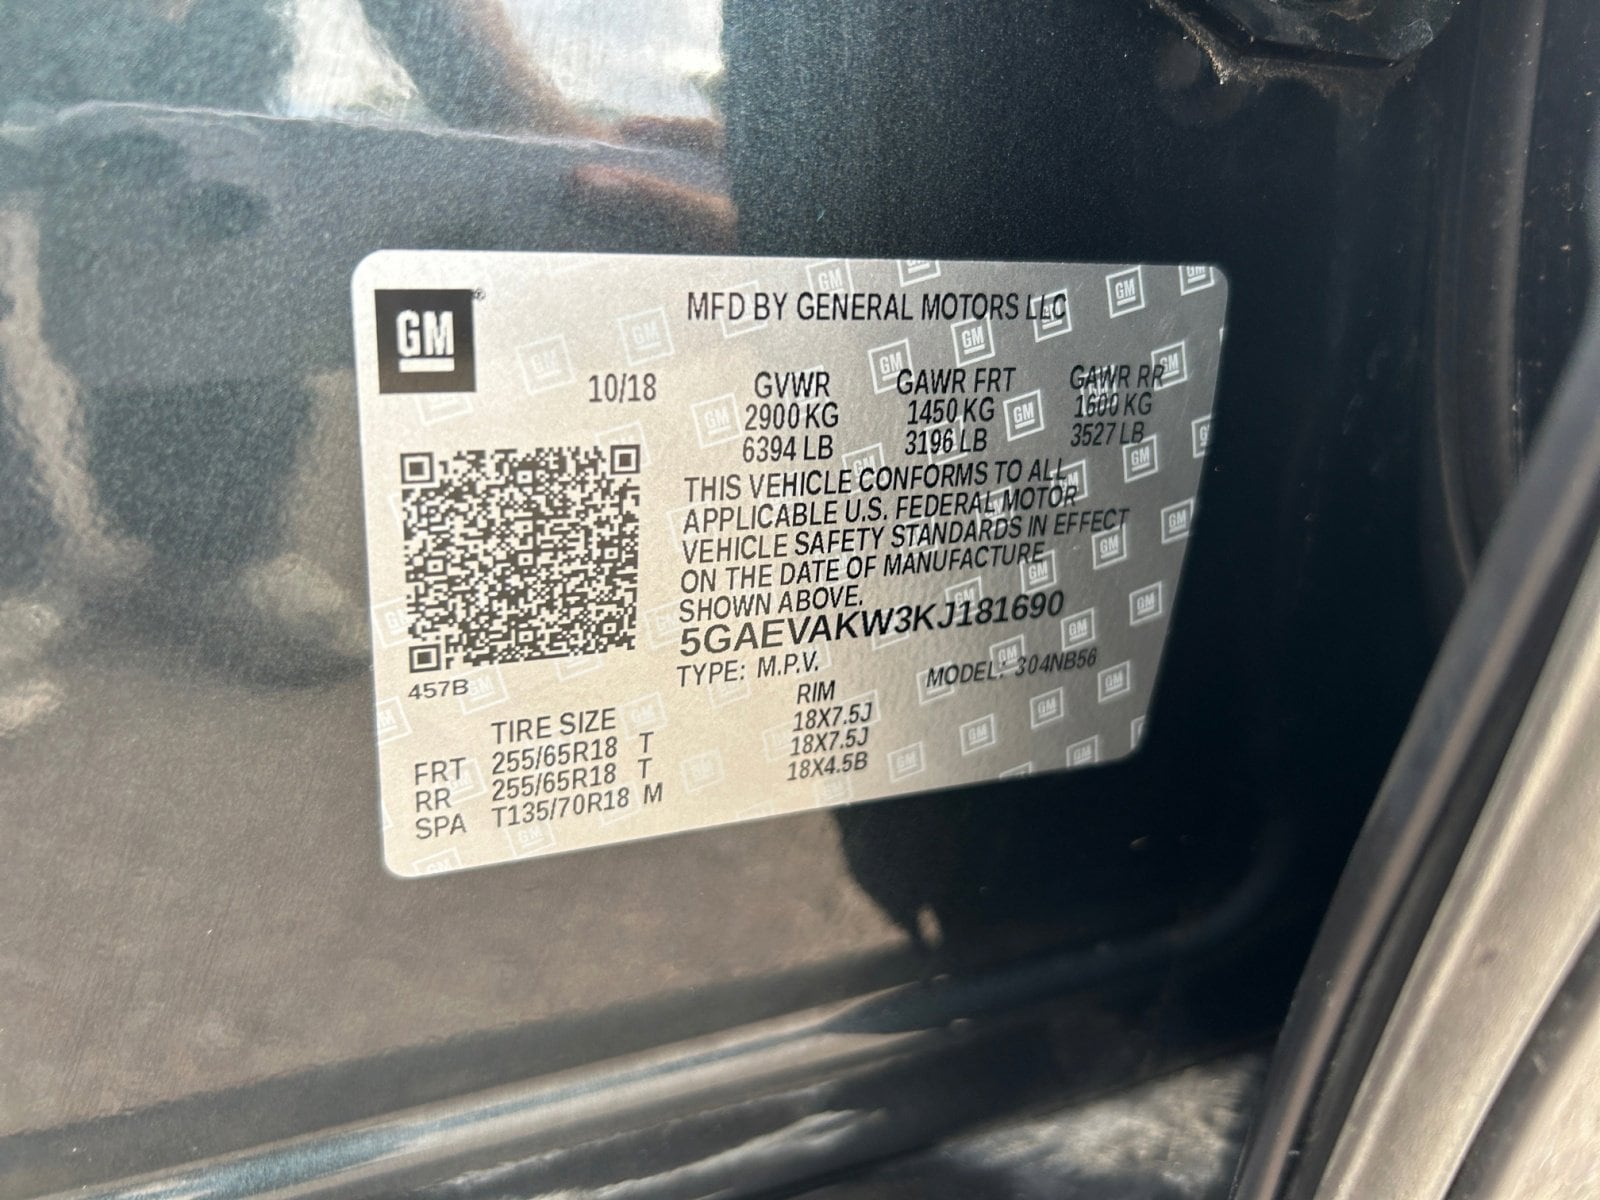 GM
MFD BY GENERAL MOTORS LLC
10/18 GVWR GAWR FRT GAWR RR
2900 KG 1450 KG 1600 KG
6394 LB 3196 LB 3527 LB
THIS VEHICLE CONFORMS TO ALL
APPLICABLE U.S. FEDERAL MOTOR
VEHICLE SAFETY STANDARDS IN EFFECT
ON THE DATE OF MANUFACTURE
SHOWN ABOVE.
5GAEVAKW3KJ181690
TYPE: M.P.V. MODEL: 304NB56
457B
TIRE SIZE RIM
FRT 255/65R18 T 18X7.5J
RR 255/65R18 T 18X7.5J
SPA T135/70R18 M 18X4.5B